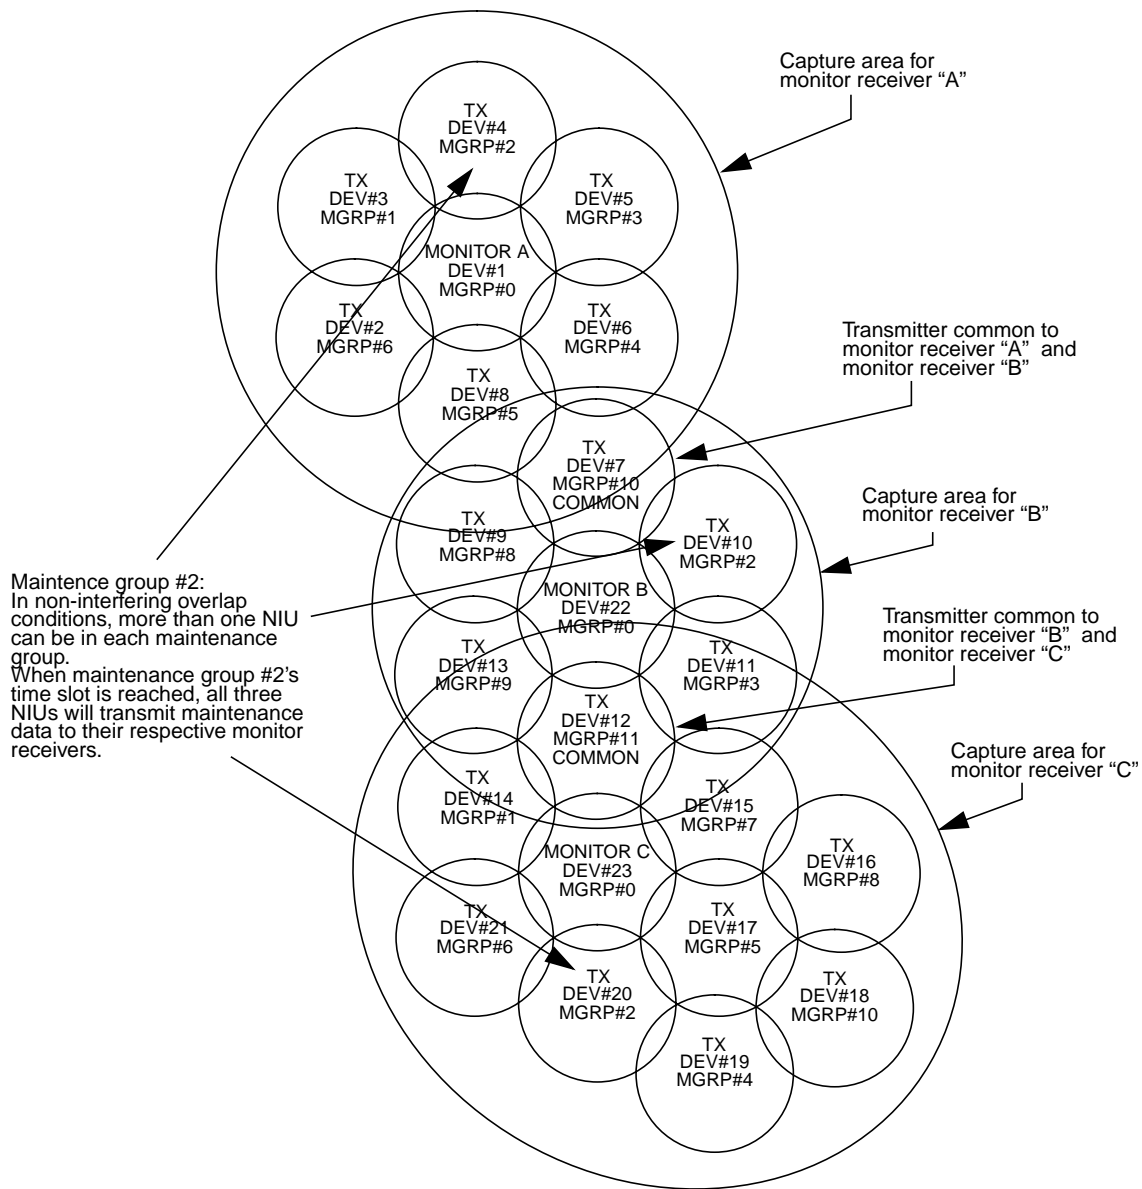 Capture area for
monitor receiver “A”
TX
DEV#4
MGRP#2
TX
DEV#3
MGRP#1
TX
DEV#5
MGRP#3
MONITOR A
DEV#1
MGRP#0
TX
DEV#2
MGRP#6
TX
DEV#6
MGRP#4
Transmitter common to
monitor receiver “A” and
monitor receiver “B”
TX
DEV#8
MGRP#5
TX
DEV#7
MGRP#10
COMMON
Capture area for
monitor receiver “B”
TX
DEV#9
MGRP#8
TX
DEV#10
MGRP#2
Maintence group #2:
In non-interfering overlap
conditions, more than one NIU
can be in each maintenance
group.
When maintenance group #2’s
time slot is reached, all three
NIUs will transmit maintenance
data to their respective monitor
receivers.
MONITOR B
DEV#22
MGRP#0
Transmitter common to
monitor receiver “B” and
monitor receiver “C”
TX
DEV#13
MGRP#9
TX
DEV#11
MGRP#3
TX
DEV#12
MGRP#11
COMMON
Capture area for
monitor receiver “C”
TX
DEV#14
MGRP#1
TX
DEV#15
MGRP#7
MONITOR C
DEV#23
MGRP#0
TX
DEV#16
MGRP#8
TX
DEV#21
MGRP#6
TX
DEV#17
MGRP#5
TX
DEV#20
MGRP#2
TX
DEV#18
MGRP#10
TX
DEV#19
MGRP#4